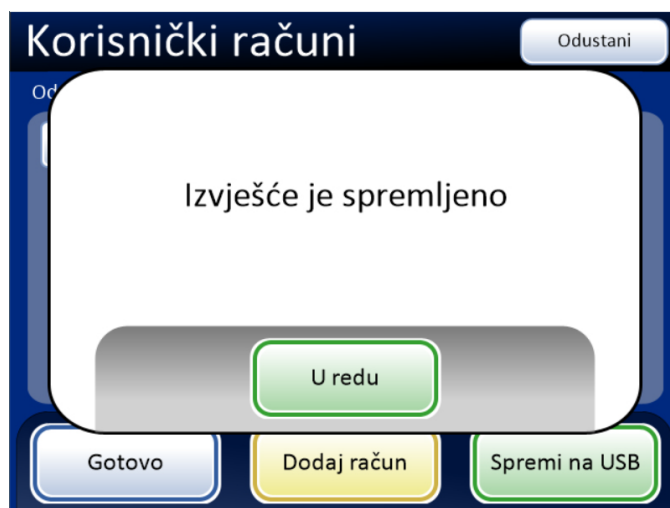 Korisnički računi
Odustani
Izvješće je spremljeno
U redu
Gotovo
Dodaj račun
Spremi na USB